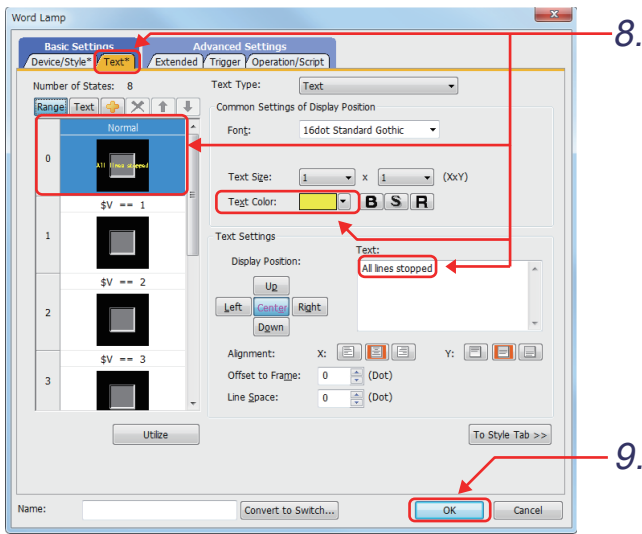 Word Lamp
x
8.
Basic Settings
Advanced Settings
Device/Style* Text* Extended Trigger Operation/Script
Number of States: 8
Text Type: Text
Range Text
Common Settings of Display Position
Normal
Font: 16dot Standard Gothic
0
All lines stopped
Text Size: 1 x 1 (XxY)
Text Color: B S R
$V == 1
1
Text Settings
Display Position:
Text:
All lines stopped
Up
Left Center Right
Down
$V == 2
2
Alignment: X: Y:
$V == 3
Offset to Frame: 0 (Dot)
3
Line Space: 0 (Dot)
Utilize
To Style Tab >>
9.
Name:
Convert to Switch...
OK
Cancel